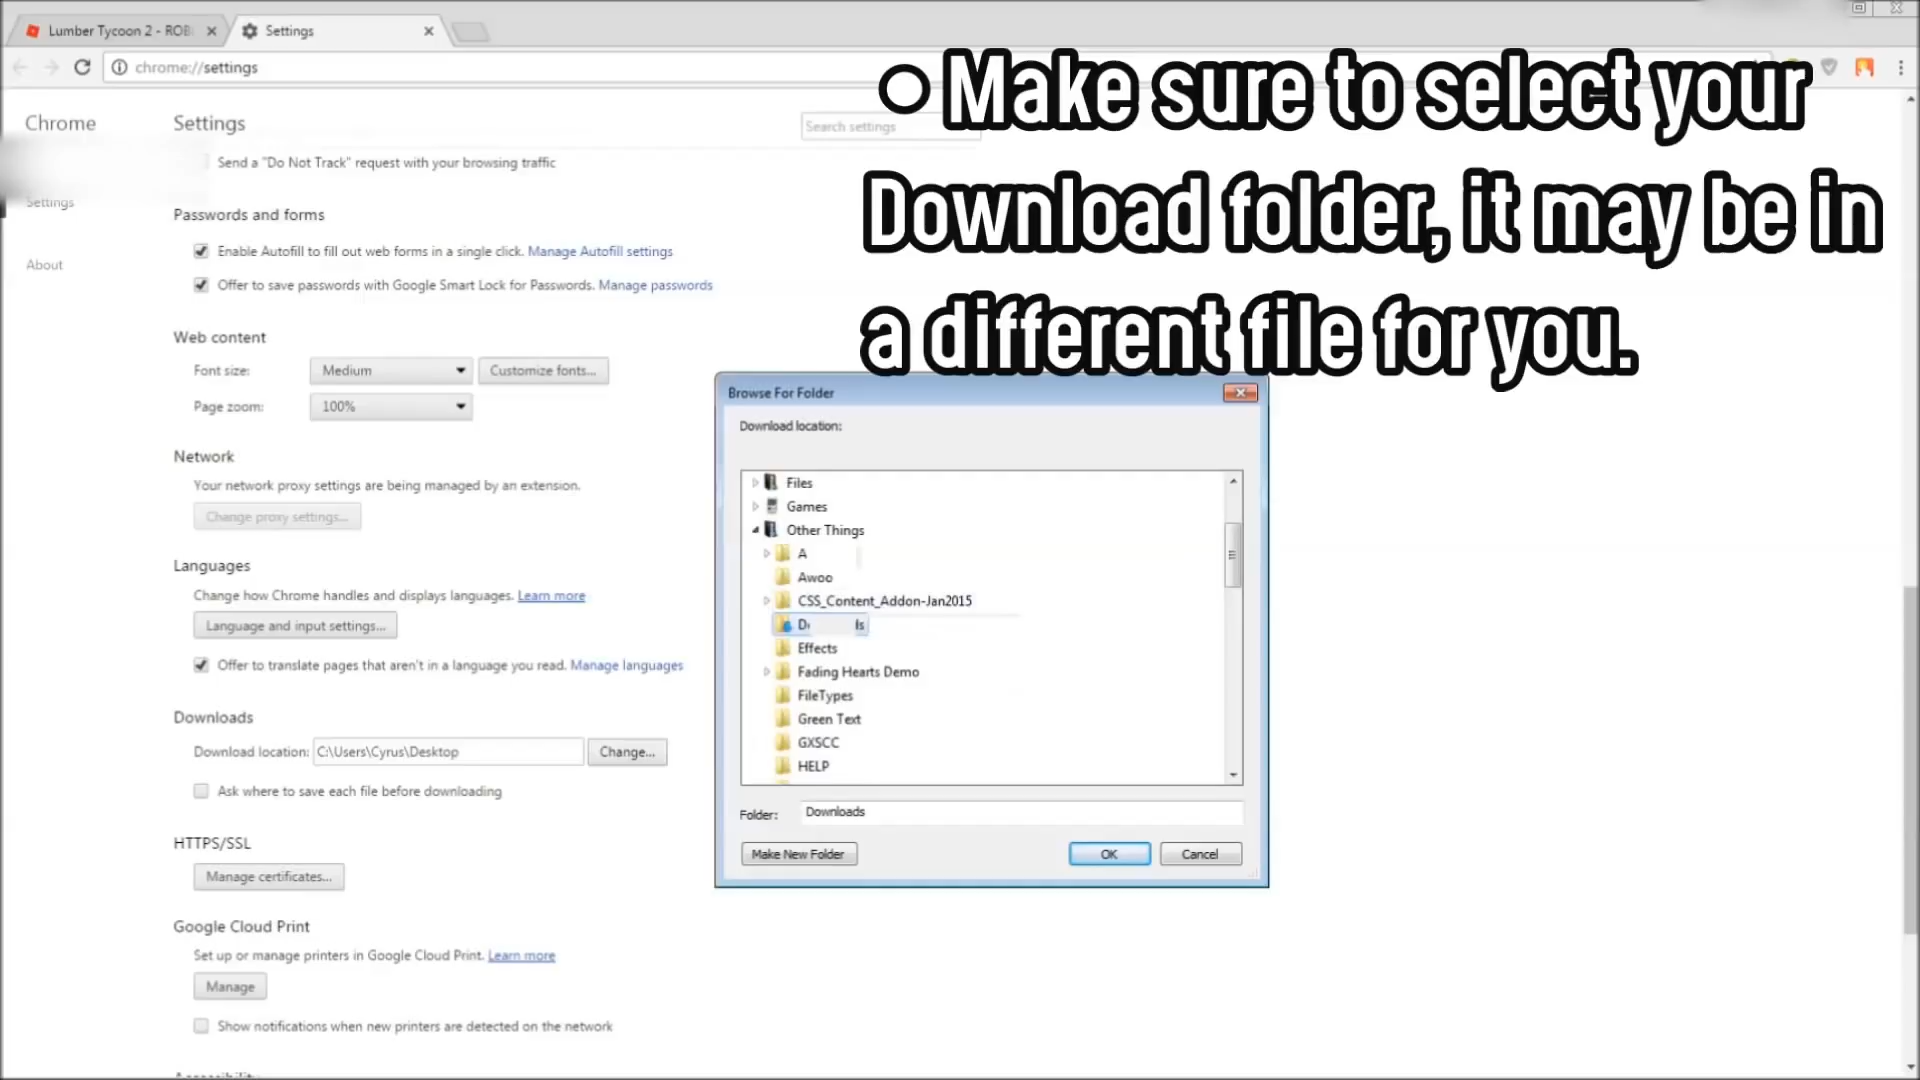 Lumber Tycoon 2 - ROB
Settings
chrome://settings
Make sure to select your
Download folder, it may be in
a different file for you.
Chrome
Settings
Search settings
Send a "Do Not Track" request with your browsing traffic
Settings
Passwords and forms
Enable Autofill to fill out web forms in a single click. Manage Autofill settings
About
Offer to save passwords with Google Smart Lock for Passwords. Manage passwords
Web content
Font size: Medium Customize fonts...
Page zoom: 100%
Network
Your network proxy settings are being managed by an extension.
Change proxy settings...
Languages
Change how Chrome handles and displays languages. Learn more
Language and input settings...
Offer to translate pages that aren't in a language you read. Manage languages
Downloads
Download location: C:\Users\Cyrus\Desktop Change...
Ask where to save each file before downloading
HTTPS/SSL
Manage certificates...
Google Cloud Print
Set up or manage printers in Google Cloud Print. Learn more
Manage
Show notifications when new printers are detected on the network
Browse For Folder
Download location:
Files
Games
Other Things
A
Awoo
CSS_Content_Addon-Jan2015
Effects
Fading Hearts Demo
FileTypes
Green Text
GXSCC
HELP
Folder: Downloads
Make New Folder OK Cancel